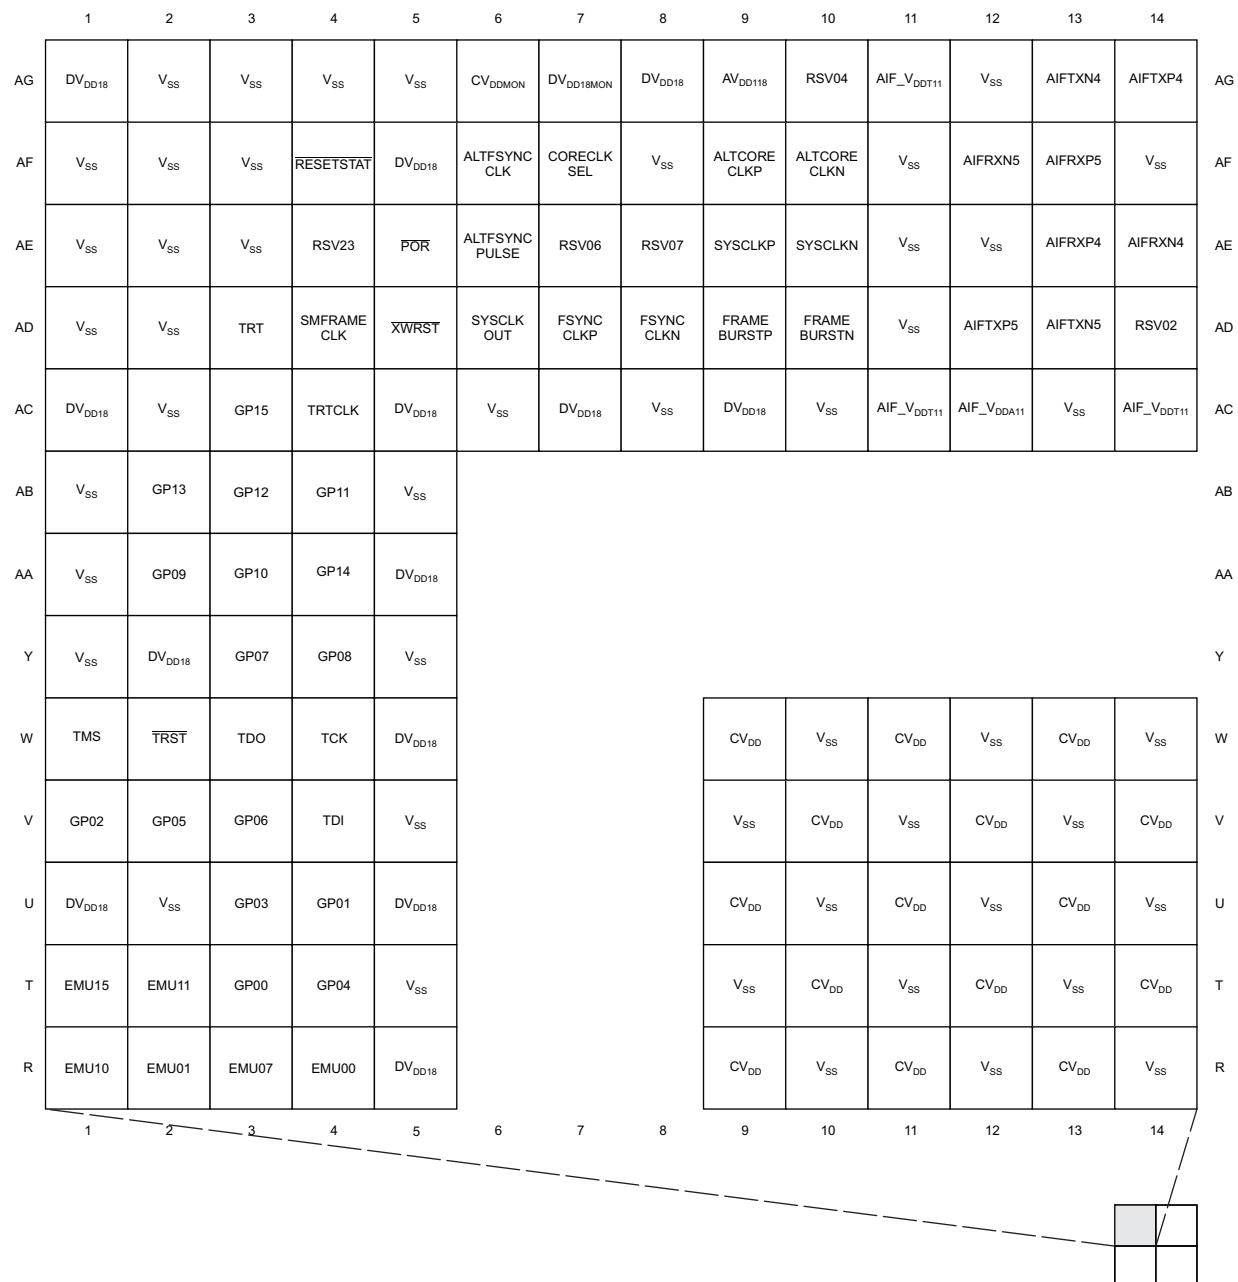 1 2 3 4 5 6 7 8 9 10 11 12 13 14
AG DVDD18 VSS VSS VSS VSS CVDDMON DVDD18MON DVDD18 AVDD118 RSV04 AIF_VDDT11 VSS AIFTXN4 AIFTXP4 AG
AF VSS VSS VSS RESETSTAT DVDD18 ALTFSYNC CLK CORECLK SEL VSS ALTCORE CLKP ALTCORE CLKN VSS AIFRXN5 AIFRXP5 VSS AF
AE VSS VSS VSS RSV23 POR ALTFSYNC PULSE RSV06 RSV07 SYSCLKP SYSCLKN VSS VSS AIFRXP4 AIFRXN4 AE
AD VSS VSS TRT SMFRAME CLK XWRST SYSCLK OUT FSYNC CLKP FSYNC CLKN FRAME BURSTP FRAME BURSTN VSS AIFTXP5 AIFTXN5 RSV02 AD
AC DVDD18 VSS GP15 TRTCLK DVDD18 VSS DVDD18 VSS DVDD18 VSS AIF_VDDT11 AIF_VDDA11 VSS AIF_VDDT11 AC
AB VSS GP13 GP12 GP11 VSS AB
AA VSS GP09 GP10 GP14 DVDD18 AA
Y VSS DVDD18 GP07 GP08 VSS Y
W TMS TRST TDO TCK DVDD18 CVDD VSS CVDD VSS CVDD VSS W
V GP02 GP05 GP06 TDI VSS VSS CVDD VSS CVDD VSS CVDD V
U DVDD18 VSS GP03 GP01 DVDD18 CVDD VSS CVDD VSS CVDD VSS U
T EMU15 EMU11 GP00 GP04 VSS VSS CVDD VSS CVDD VSS CVDD T
R EMU10 EMU01 EMU07 EMU00 DVDD18 CVDD VSS CVDD VSS CVDD VSS R
1 2 3 4 5 6 7 8 9 10 11 12 13 14